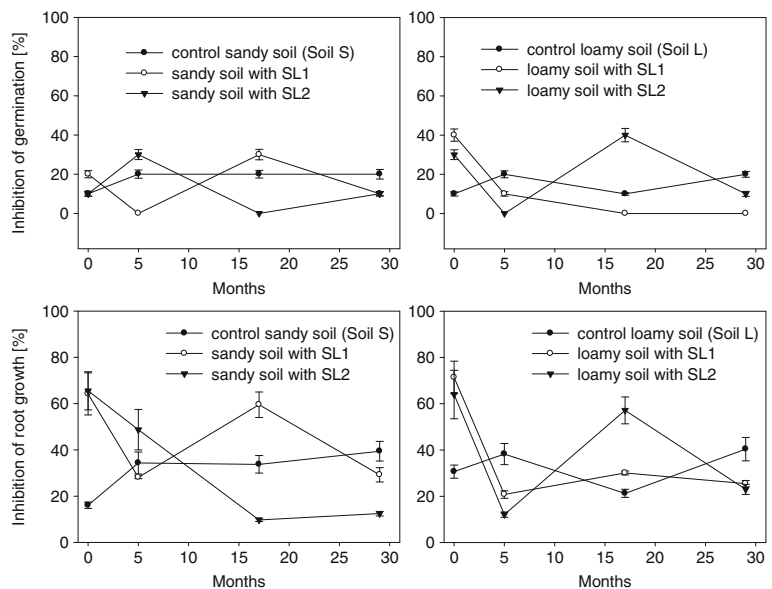 100
80
60
40
20
0
Inhibition of germination [%]
control sandy soil (Soil S)
sandy soil with SL1
sandy soil with SL2
0 5 10 15 20 25 30
Months
100
80
60
40
20
0
control loamy soil (Soil L)
loamy soil with SL1
loamy soil with SL2
0 5 10 15 20 25 30
Months
100
80
60
40
20
0
Inhibition of root growth [%]
control sandy soil (Soil S)
sandy soil with SL1
sandy soil with SL2
0 5 10 15 20 25 30
Months
100
80
60
40
20
0
control loamy soil (Soil L)
loamy soil with SL1
loamy soil with SL2
0 5 10 15 20 25 30
Months